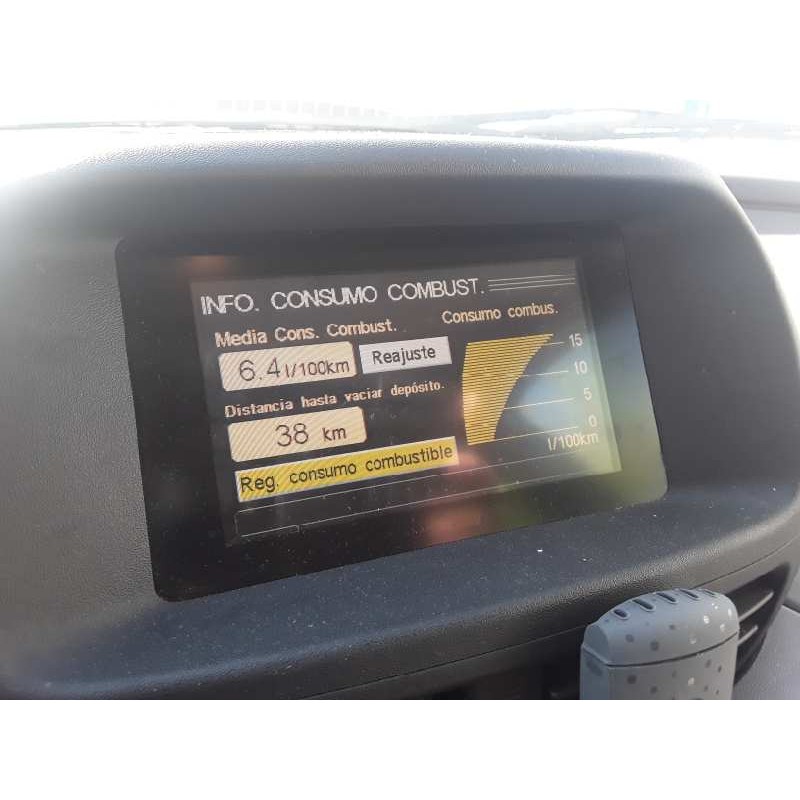 INFO. CONSUMO COMBUST.
Media Cons. Combust.
Consumo combus.
6.4 l/100km
Reajuste
15
10
5
0
l/100km
Distancia hasta vaciar depósito.
38 km
Reg. consumo combustible